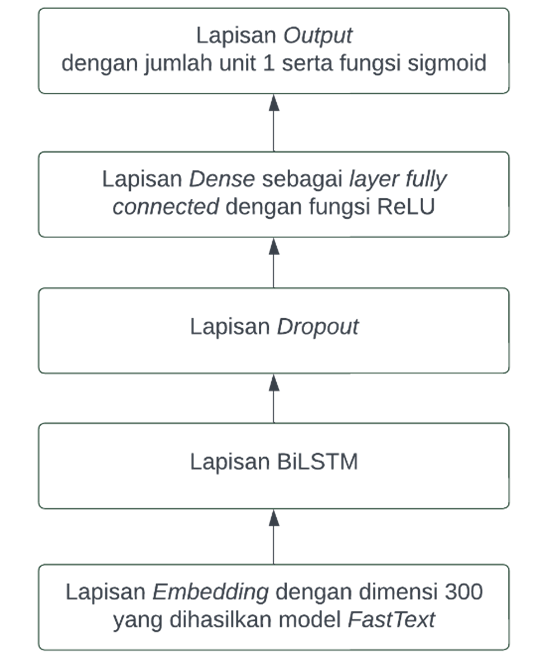 Lapisan Output
dengan jumlah unit 1 serta fungsi sigmoid
Lapisan Dense sebagai layer fully
connected dengan fungsi ReLU
Lapisan Dropout
Lapisan BiLSTM
Lapisan Embedding dengan dimensi 300
yang dihasilkan model FastText